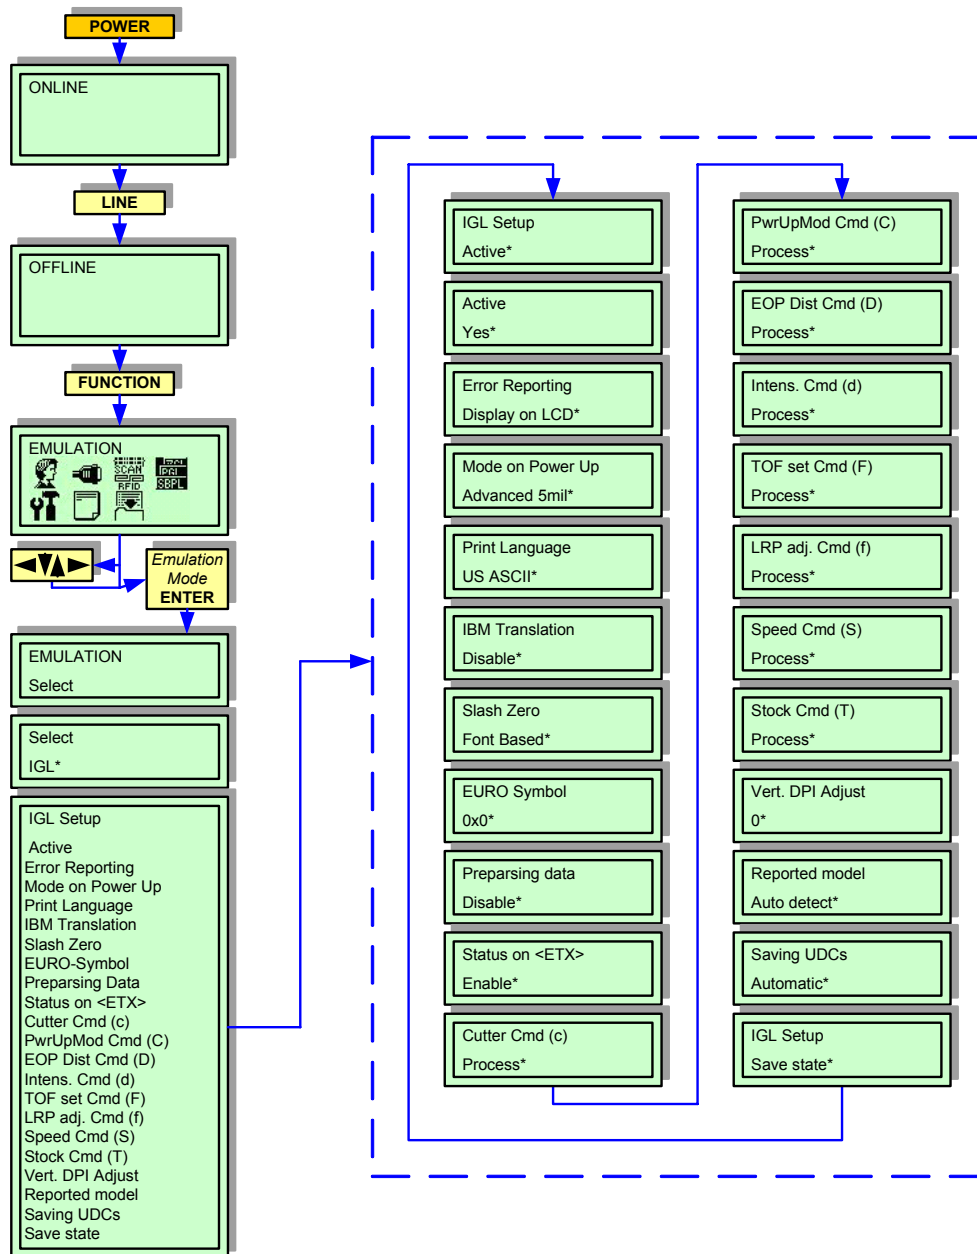 POWER
ONLINE
LINE
OFFLINE
FUNCTION
EMULATION
SCAN
RFID
IPGL
SBPL
Emulation
Mode
ENTER
EMULATION
Select
Select
IGL*
IGL Setup
Active
Error Reporting
Mode on Power Up
Print Language
IBM Translation
Slash Zero
EURO-Symbol
Preparsing Data
Status on <ETX>
Cutter Cmd (c)
PwrUpMod Cmd (C)
EOP Dist Cmd (D)
Intens. Cmd (d)
TOF set Cmd (F)
LRP adj. Cmd (f)
Speed Cmd (S)
Stock Cmd (T)
Vert. DPI Adjust
Reported model
Saving UDCs
Save state
IGL Setup
Active*
Active
Yes*
Error Reporting
Display on LCD*
Mode on Power Up
Advanced 5mil*
Print Language
US ASCII*
IBM Translation
Disable*
Slash Zero
Font Based*
EURO Symbol
0x0*
Preparsing data
Disable*
Status on <ETX>
Enable*
Cutter Cmd (c)
Process*
PwrUpMod Cmd (C)
Process*
EOP Dist Cmd (D)
Process*
Intens. Cmd (d)
Process*
TOF set Cmd (F)
Process*
LRP adj. Cmd (f)
Process*
Speed Cmd (S)
Process*
Stock Cmd (T)
Process*
Vert. DPI Adjust
0*
Reported model
Auto detect*
Saving UDCs
Automatic*
IGL Setup
Save state*